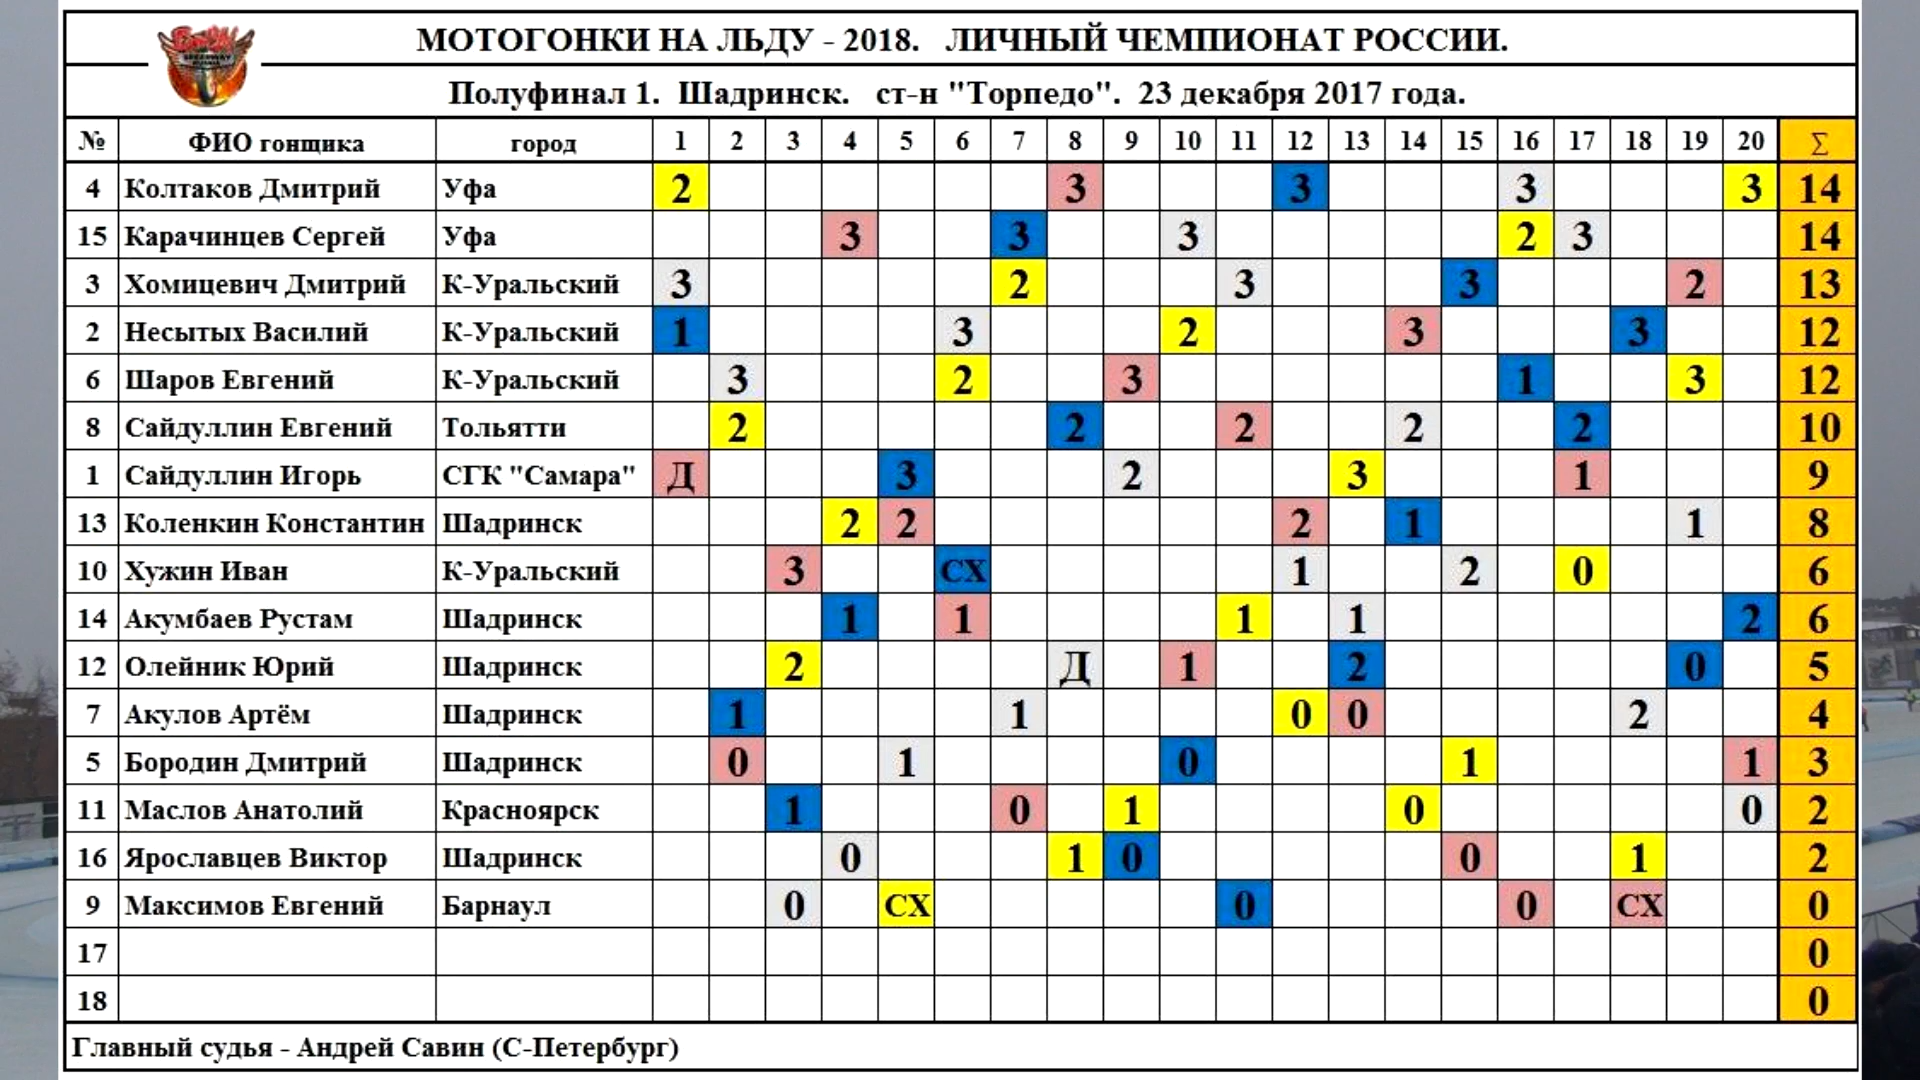 МОТОГОНКИ НА ЛЬДУ - 2018. ЛИЧНЫЙ ЧЕМПИОНАТ РОССИИ.
Полуфинал 1. Шадринск. ст-н "Торпедо". 23 декабря 2017 года.
№ ФИО гонщика город 1 2 3 4 5 6 7 8 9 10 11 12 13 14 15 16 17 18 19 20 Σ
4 Колтаков Дмитрий Уфа 2 3 3 3 3 14
15 Карачинцев Сергей Уфа 3 3 3 2 3 14
3 Хомицевич Дмитрий К-Уральский 3 2 3 3 2 13
2 Несытых Василий К-Уральский 1 3 2 3 3 12
6 Шаров Евгений К-Уральский 3 2 3 1 3 12
8 Сайдуллин Евгений Тольятти 2 2 2 2 2 10
1 Сайдуллин Игорь СГК "Самара" Д 3 2 3 1 9
13 Коленкин Константин Шадринск 2 2 2 1 1 8
10 Хужин Иван К-Уральский 3 СХ 1 2 0 6
14 Акумбаев Рустам Шадринск 1 1 1 1 2 6
12 Олейник Юрий Шадринск 2 Д 1 2 0 5
7 Акулов Артём Шадринск 1 1 0 0 2 4
5 Бородин Дмитрий Шадринск 0 1 0 1 1 3
11 Маслов Анатолий Красноярск 1 0 1 0 0 2
16 Ярославцев Виктор Шадринск 0 1 0 0 1 2
9 Максимов Евгений Барнаул 0 СХ 0 0 СХ 0
17 0
18 0
Главный судья - Андрей Савин (С-Петербург)